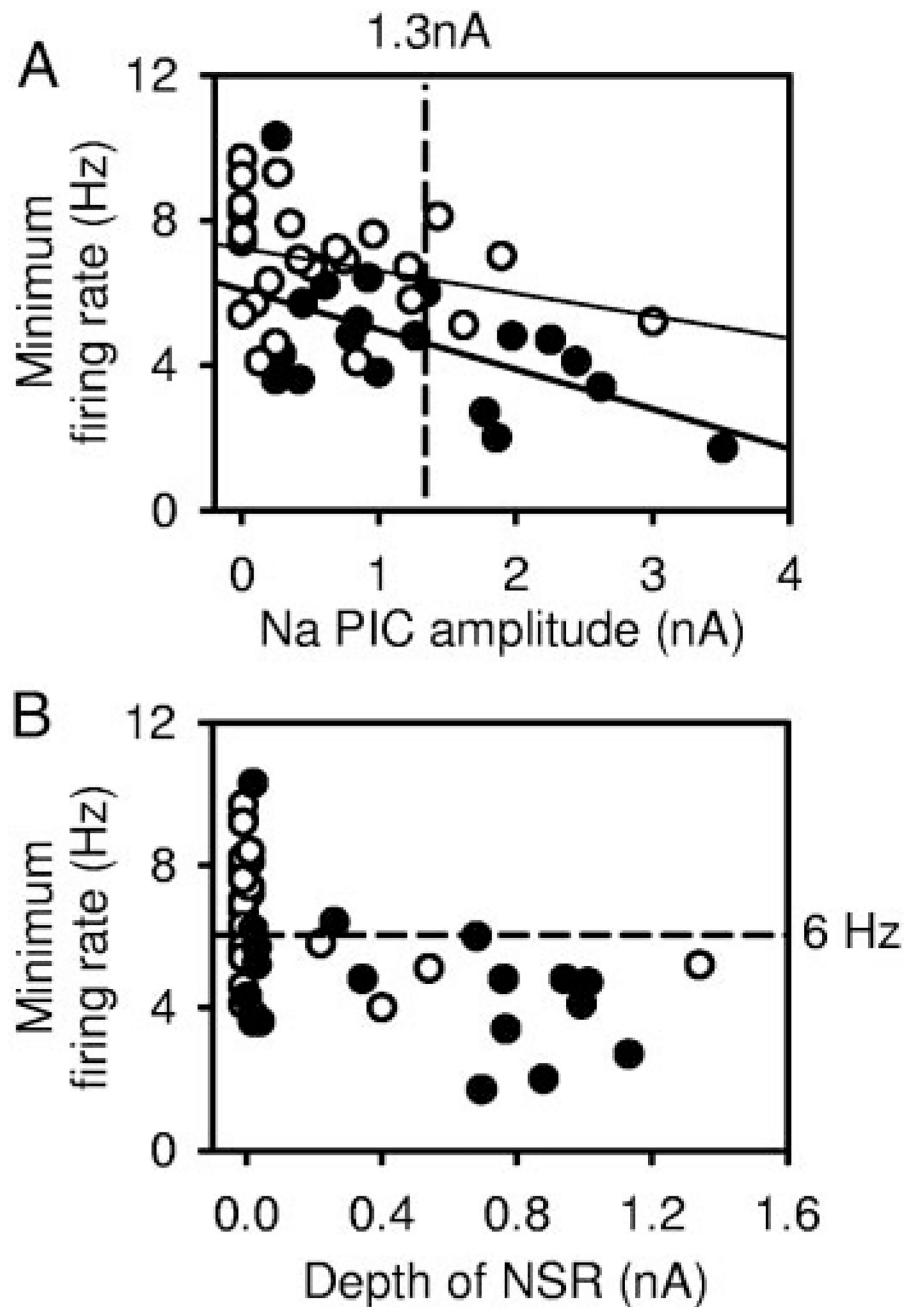 1.3nA
A
12
8
4
0
Minimum
firing rate (Hz)
0 1 2 3 4
Na PIC amplitude (nA)
B
12
8
4
0
Minimum
firing rate (Hz)
6 Hz
0.0 0.4 0.8 1.2 1.6
Depth of NSR (nA)